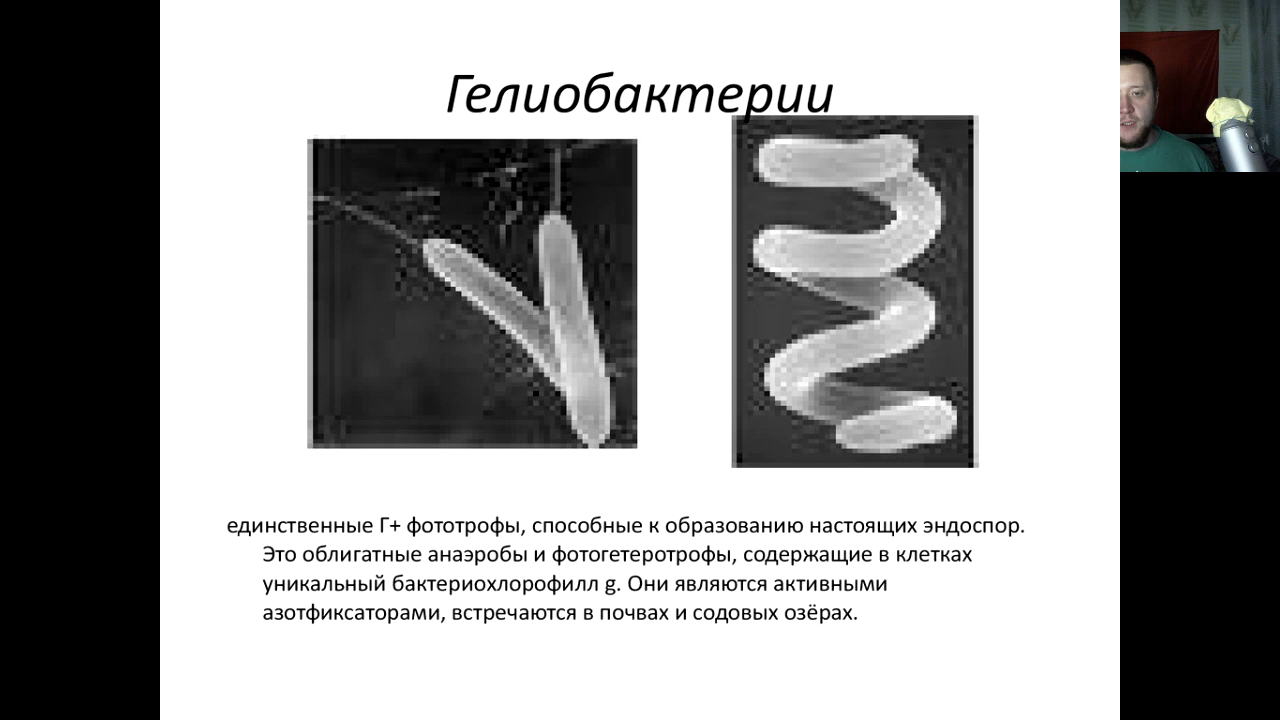 Гелиобактерии
единственные Г+ фототрофы, способные к образованию настоящих эндоспор.
Это облигатные анаэробы и фотогетеротрофы, содержащие в клетках
уникальный бактериохлорофилл g. Они являются активными
азотфиксаторами, встречаются в почвах и содовых озёрах.